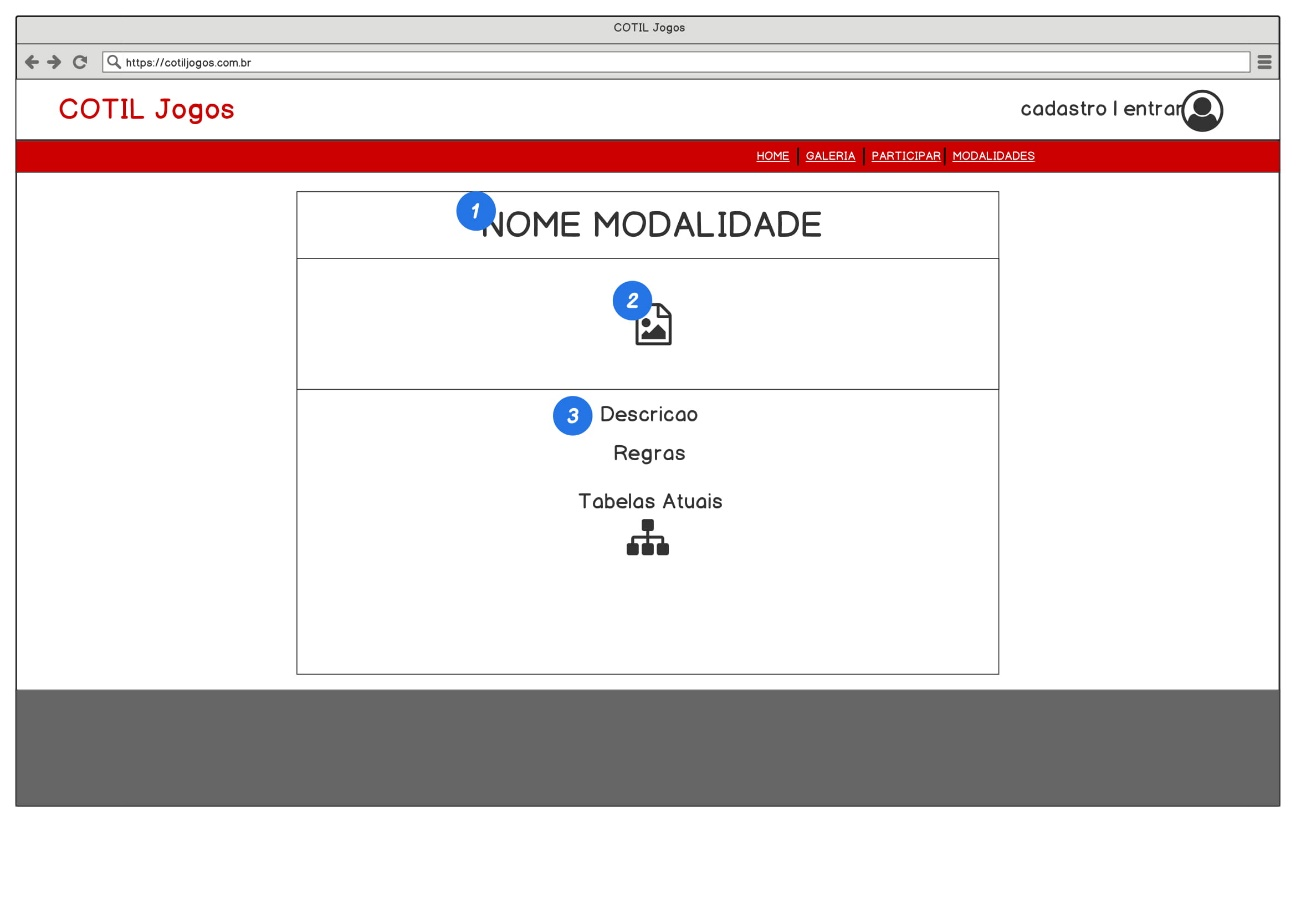 COTIL Jogos
https://cotiljogos.com.br
COTIL Jogos
cadastro | entrar
HOME | GALERIA | PARTICIPAR | MODALIDADES
1
NOME MODALIDADE
2
3 Descricao
Regras
Tabelas Atuais